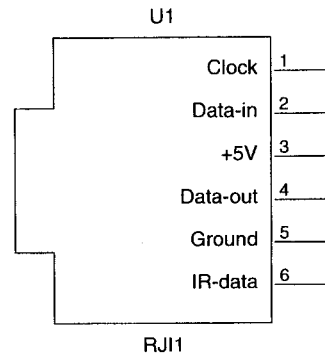 U1
Clock 1
Data-in 2
+5V 3
Data-out 4
Ground 5
IR-data 6
RJI1